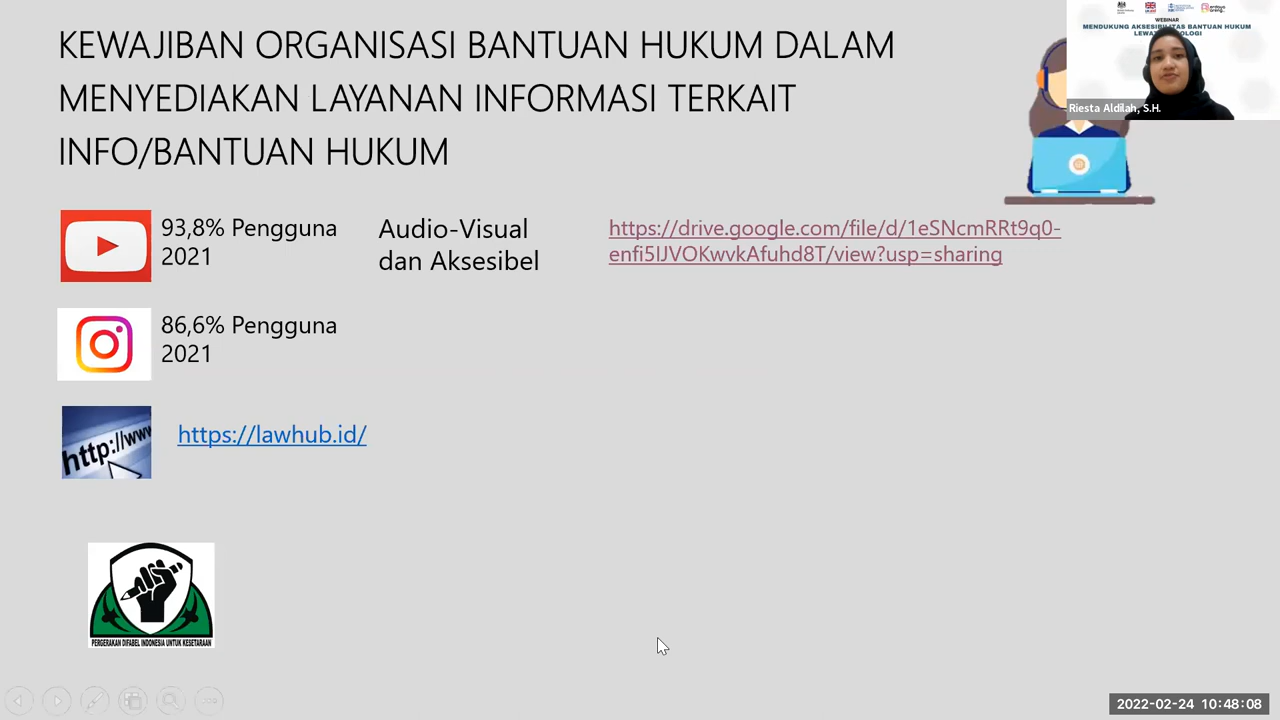 KEWAJIBAN ORGANISASI BANTUAN HUKUM DALAM
MENYEDIAKAN LAYANAN INFORMASI TERKAIT
INFO/BANTUAN HUKUM
WEBINAR
MENDUKUNG AKSESIBILITAS BANTUAN HUKUM
Riesta Aldilah, S.H.
93,8% Pengguna
2021
Audio-Visual
dan Aksesibel
https://drive.google.com/file/d/1eSNcmRRt9q0-
enfi5IJVOKwvkAfuhd8T/view?usp=sharing
86,6% Pengguna
2021
http://www
https://lawhub.id/
PERGERAKAN DIFABEL INDONESIA UNTUK KESETARAAN
2022-02-24 10:48:08